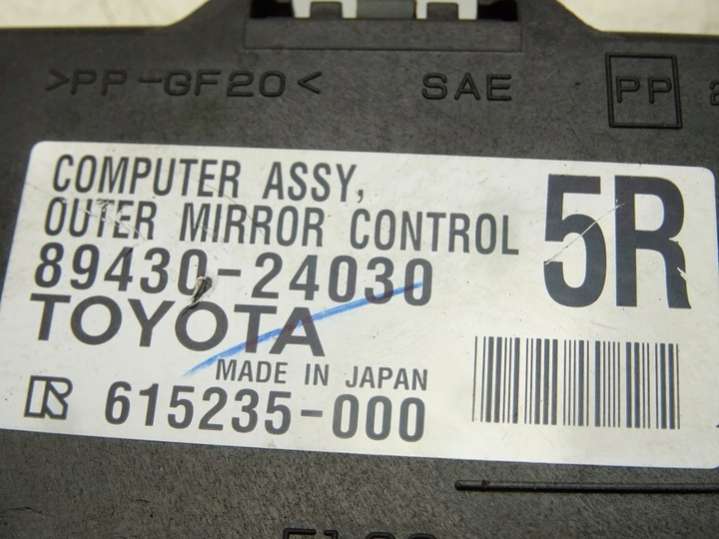 >PP-GF20< SAE PP
COMPUTER ASSY,
OUTER MIRROR CONTROL 5R
89430-24030
TOYOTA
MADE IN JAPAN
R 615235-000